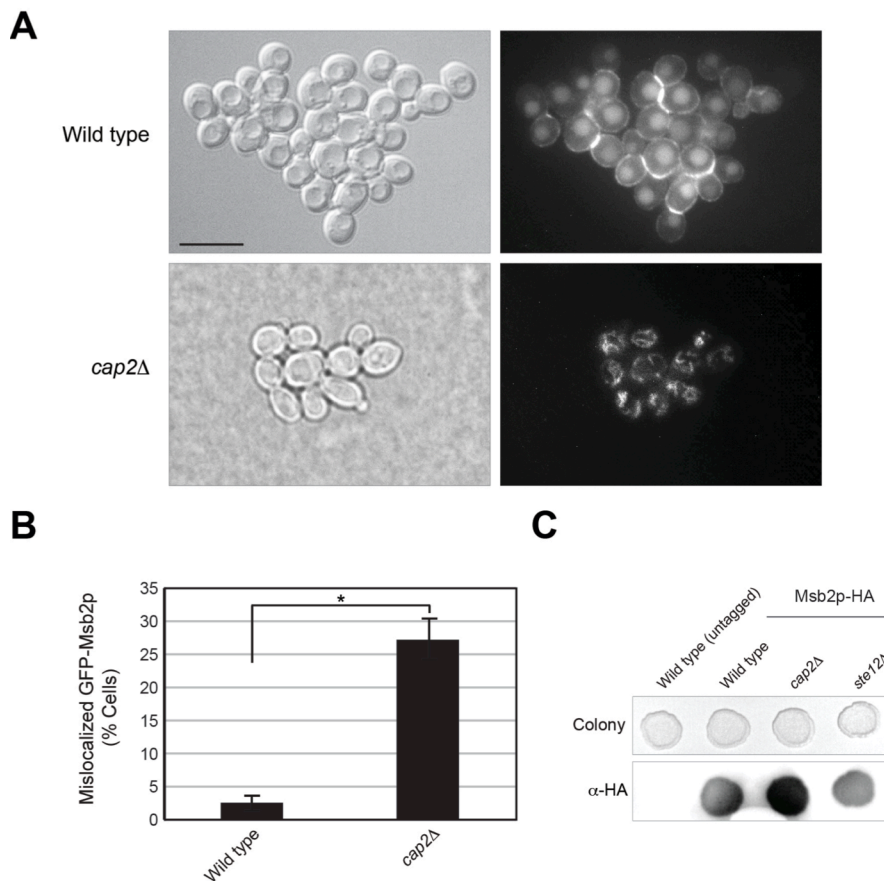 A
Wild type
cap2Δ
B
Mislocalized GFP-Msb2p
(% Cells)
35
30
25
20
15
10
5
0
*
Wild type
cap2Δ
C
Msb2p-HA
Wild type (untagged)
Wild type
cap2Δ
ste12Δ
Colony
α-HA